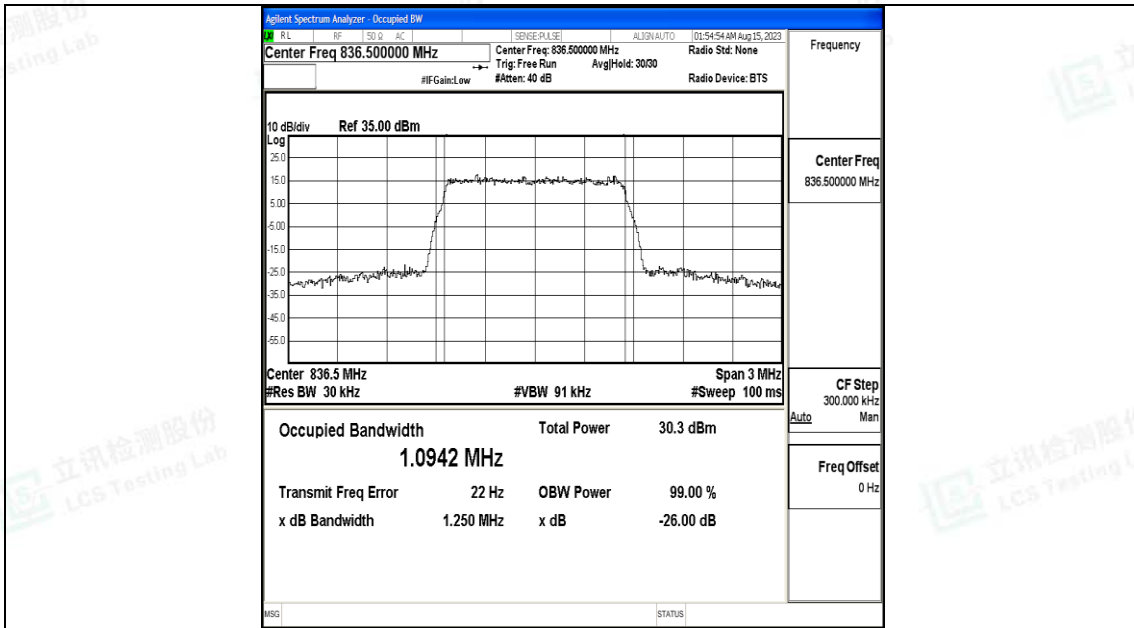 Agilent Spectrum Analyzer - Occupied BW
RL RF 50 Ω AC SENSE:PULSE ALIGN AUTO 01:54:54 AM Aug 15, 2023
Center Freq 836.500000 MHz
Center Freq: 836.500000 MHz
Radio Std: None
Trig: Free Run Avg|Hold: 30/30
#IFGain:Low
#Atten: 40 dB
Radio Device: BTS
10 dB/div Ref 35.00 dBm
Log
25.0
15.0
5.00
-5.00
-15.0
-25.0
-35.0
-45.0
-55.0
Center 836.5 MHz
Span 3 MHz
#Res BW 30 kHz
#VBW 91 kHz
#Sweep 100 ms
Occupied Bandwidth
Total Power 30.3 dBm
1.0942 MHz
Transmit Freq Error 22 Hz
OBW Power 99.00 %
x dB Bandwidth 1.250 MHz
x dB -26.00 dB
MSG
STATUS
Frequency
Center Freq
836.500000 MHz
CF Step
300.000 kHz
Auto Man
Freq Offset
0 Hz
立讯检测股份
LCS Testing Lab